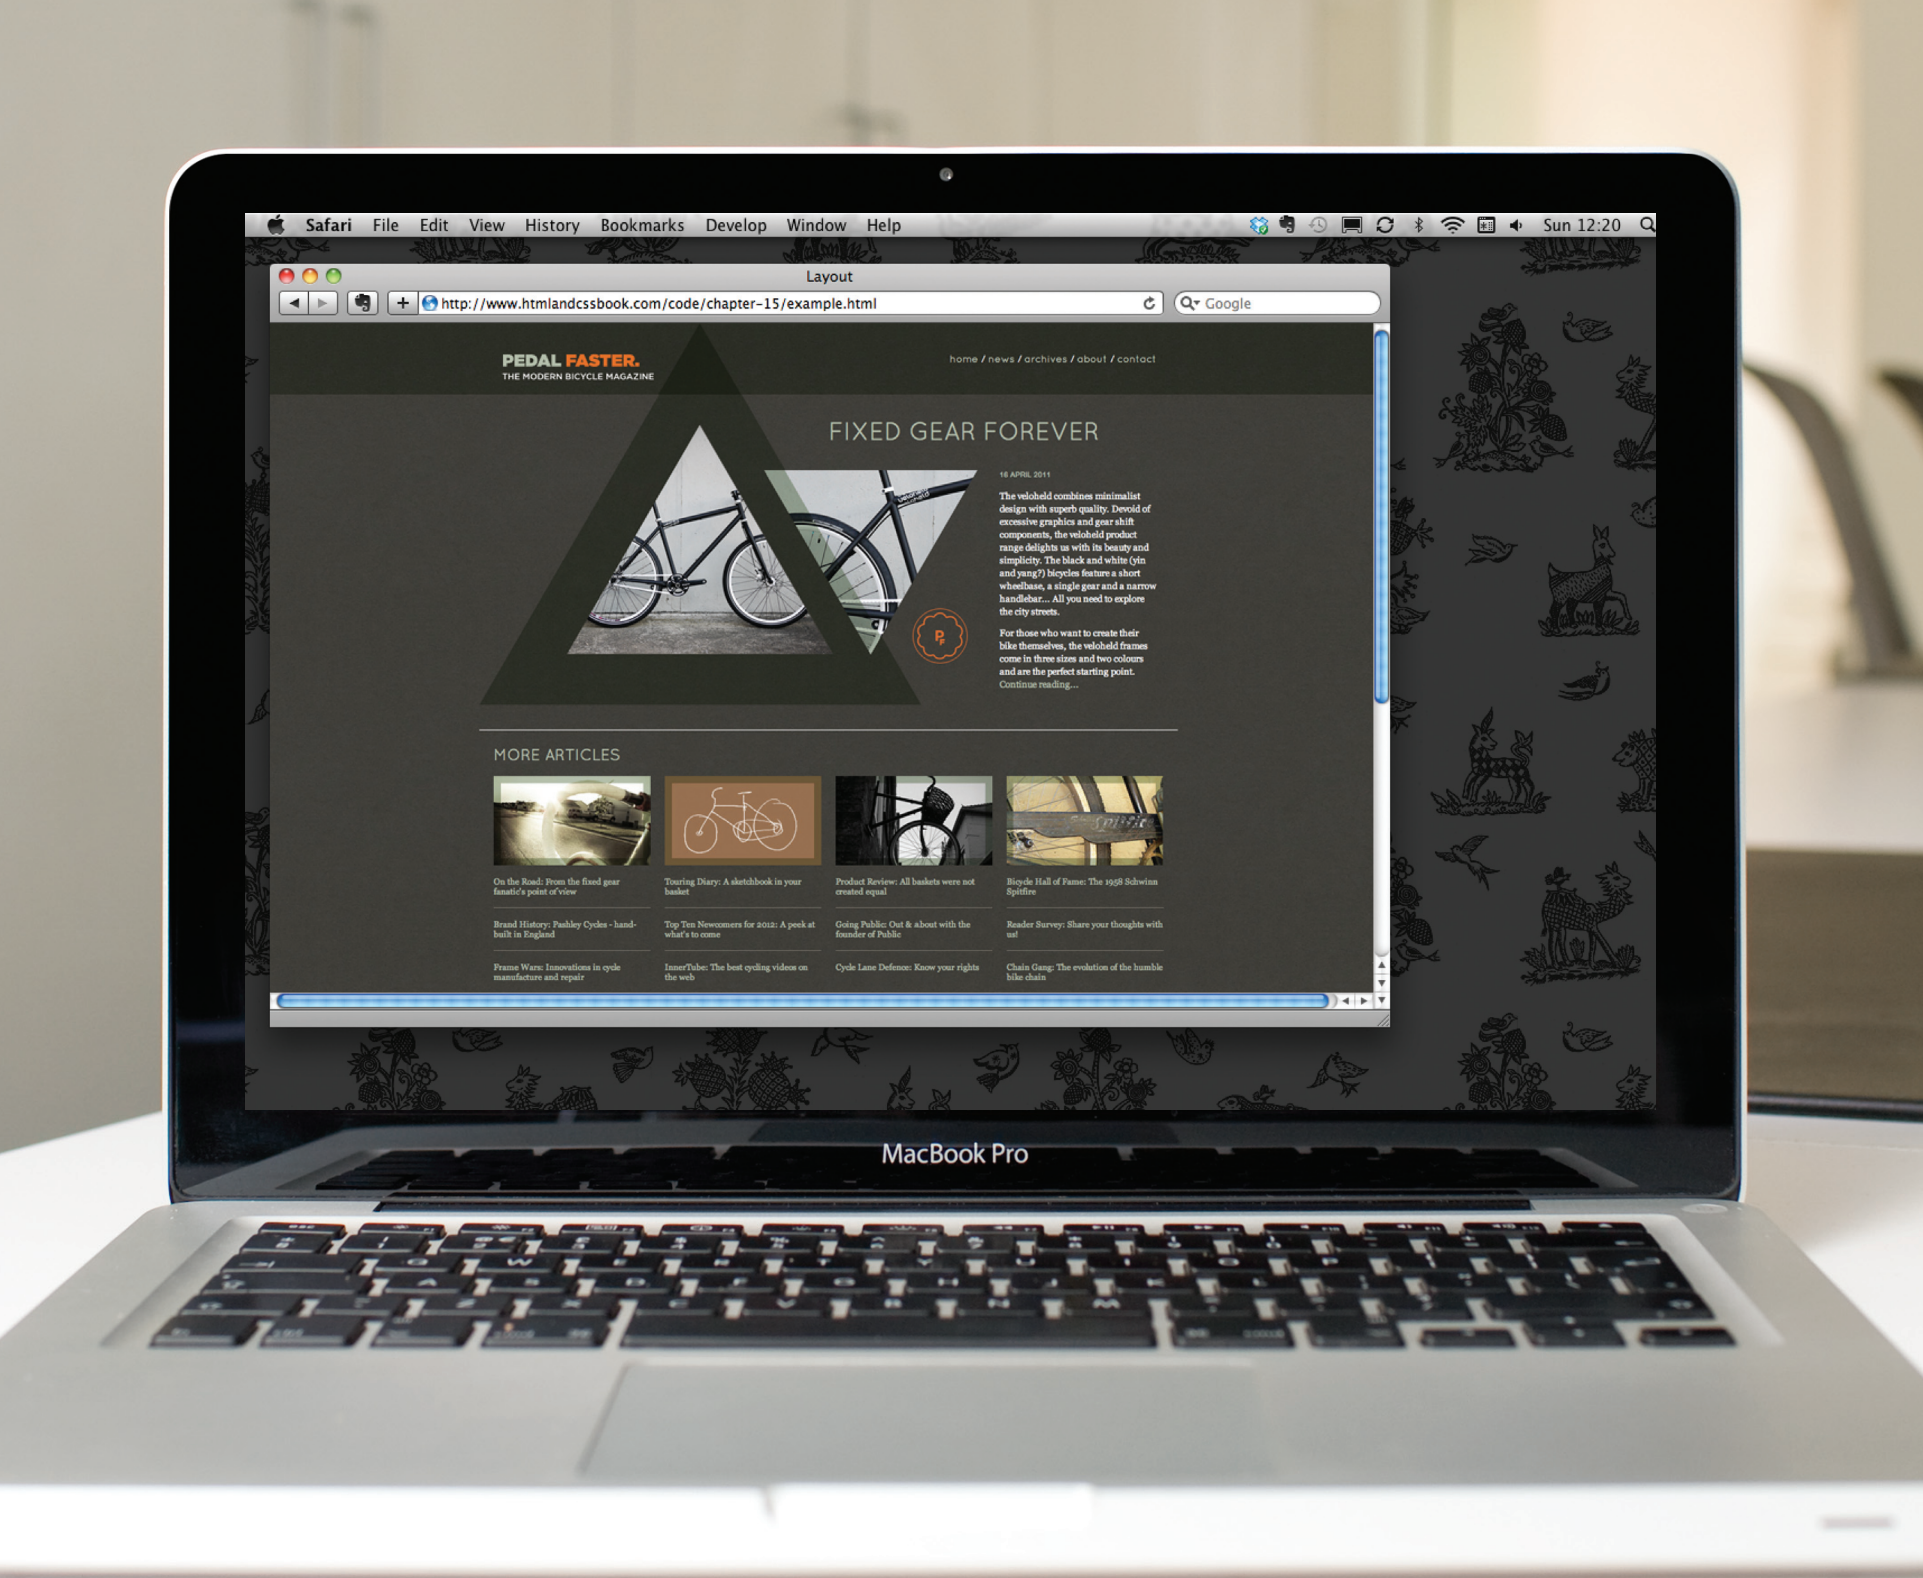 Safari File Edit View History Bookmarks Develop Window Help Sun 12:20
Layout
http://www.htmlandcssbook.com/code/chapter-15/example.html
Google
PEDAL FASTER.
THE MODERN BICYCLE MAGAZINE
home / news / archives / about / contact
FIXED GEAR FOREVER
16 APRIL 2011
The veloheld combines minimalist
design with superb quality. Devoid of
excessive graphics and gear shift
components, the veloheld product
range delights us with its beauty and
simplicity. The black and white (yin
and yang?) bicycles feature a short
wheelbase, a single gear and a narrow
handlebar... All you need to explore
the city streets.
For those who want to create their
bike themselves, the veloheld frames
come in three sizes and two colours
and are the perfect starting point.
Continue reading...
MORE ARTICLES
On the Road: From the fixed gear
fanatic's point of view
Brand History: Pashley Cycles - hand-
built in England
Frame Wars: Innovations in cycle
manufacture and repair
Touring Diary: A sketchbook in your
basket
Top Ten Newcomers for 2012: A peek at
what's to come
InnerTube: The best cycling videos on
the web
Product Review: All baskets were not
created equal
Going Public: Out & about with the
founder of Public
Cycle Lane Defence: Know your rights
Bicycle Hall of Fame: The 1958 Schwinn
Spitfire
Reader Survey: Share your thoughts with
us!
Chain Gang: The evolution of the humble
bike chain
MacBook Pro
Q W E R T Y U I O P
A S D F G H J K L
Z X C V B N M